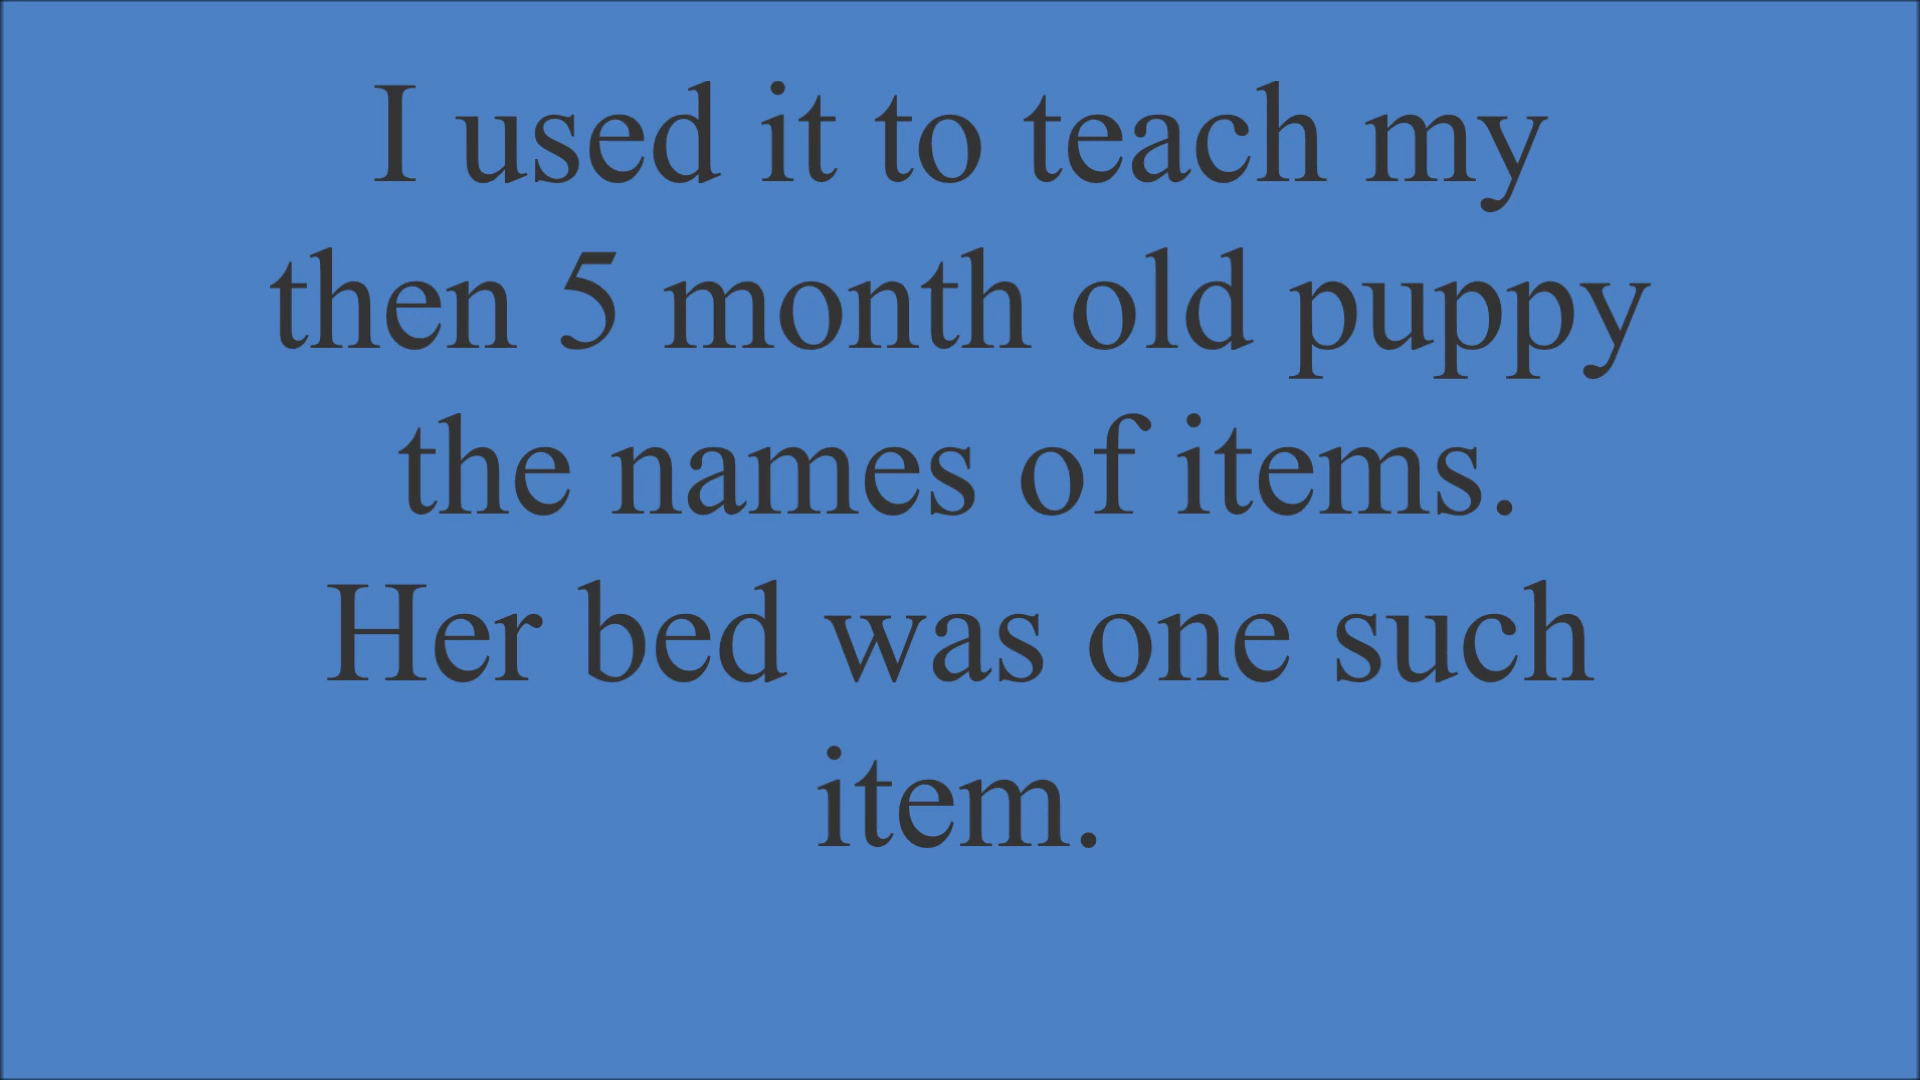 I used it to teach my
then 5 month old puppy
the names of items.
Her bed was one such
item.